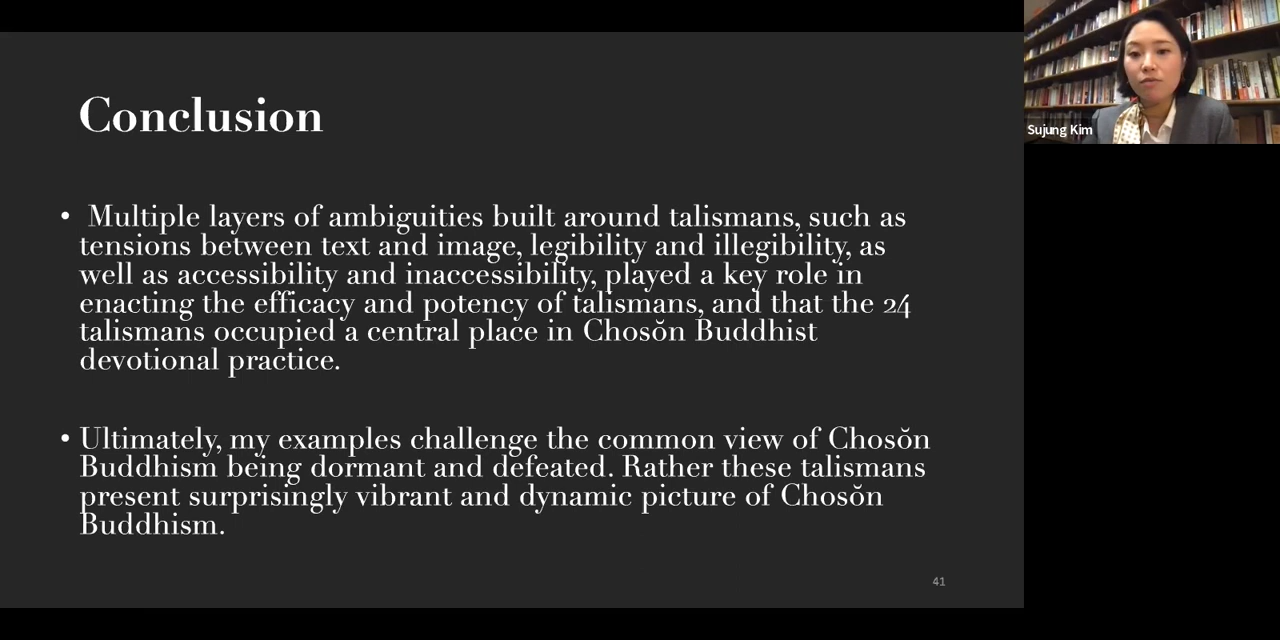 Conclusion
• Multiple layers of ambiguities built around talismans, such as
tensions between text and image, legibility and illegibility, as
well as accessibility and inaccessibility, played a key role in
enacting the efficacy and potency of talismans, and that the 24
talismans occupied a central place in Chosŏn Buddhist
devotional practice.
• Ultimately, my examples challenge the common view of Chosŏn
Buddhism being dormant and defeated. Rather these talismans
present surprisingly vibrant and dynamic picture of Chosŏn
Buddhism.
41
Sujung Kim